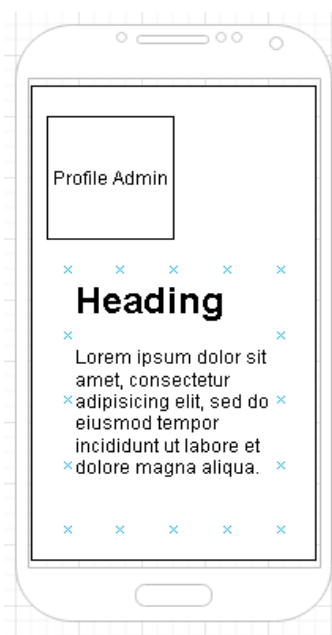 Profile Admin
Heading
Lorem ipsum dolor sit
amet, consectetur
adipisicing elit, sed do
eiusmod tempor
incididunt ut labore et
dolore magna aliqua.